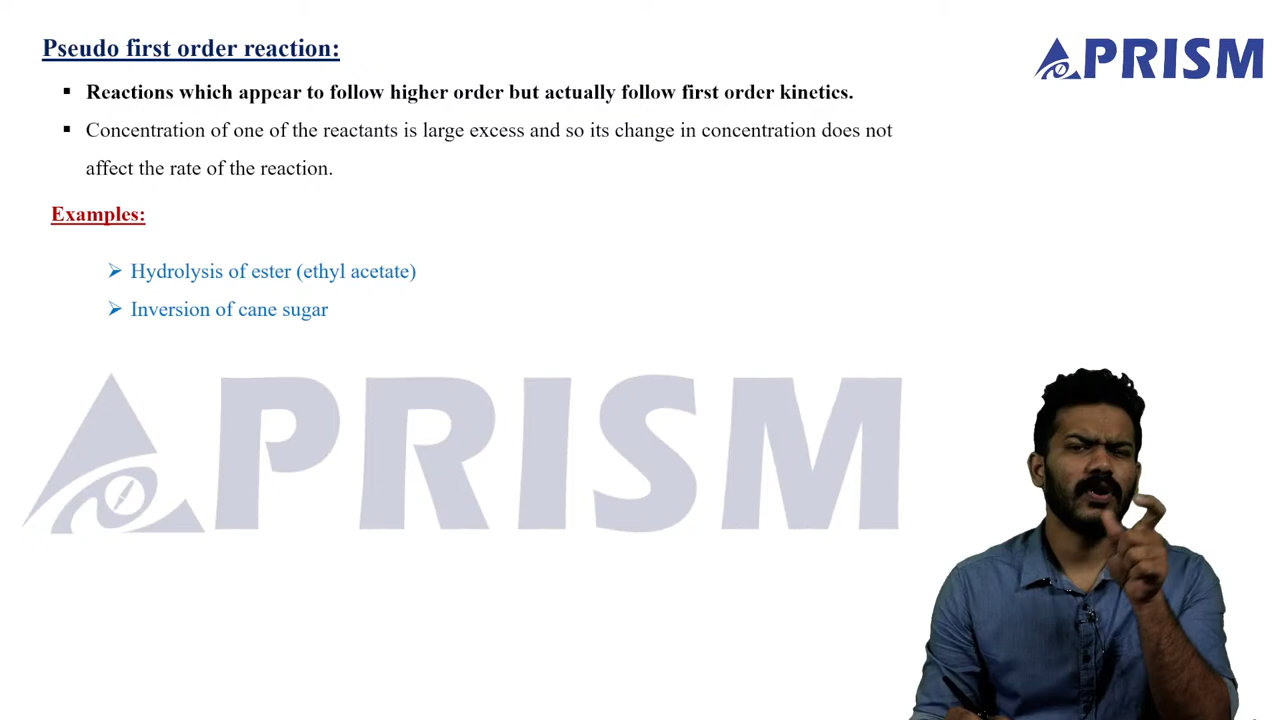 Pseudo first order reaction:
PRISM
▪ Reactions which appear to follow higher order but actually follow first order kinetics.
▪ Concentration of one of the reactants is large excess and so its change in concentration does not
affect the rate of the reaction.
Examples:
➢ Hydrolysis of ester (ethyl acetate)
➢ Inversion of cane sugar
PRISM